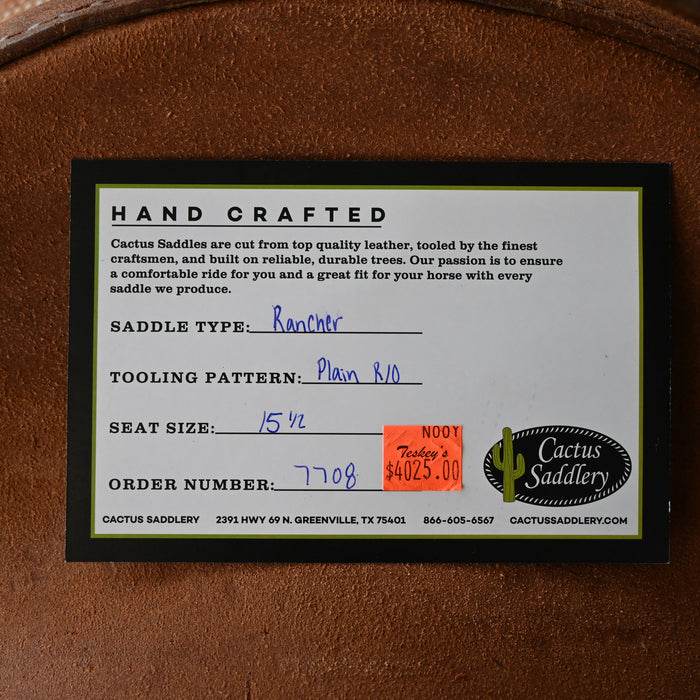 HAND CRAFTED
Cactus Saddles are cut from top quality leather, tooled by the finest
craftsmen, and built on reliable, durable trees. Our passion is to ensure
a comfortable ride for you and a great fit for your horse with every
saddle we produce.
SADDLE TYPE: Rancher
TOOLING PATTERN: Plain R/O
SEAT SIZE: 15 1/2
ORDER NUMBER: 7708
NOOY
Teskey's
$4025.00
Cactus
Saddlery
CACTUS SADDLERY 2391 HWY 69 N. GREENVILLE, TX 75401 866-605-6567 CACTUSSADDLERY.COM